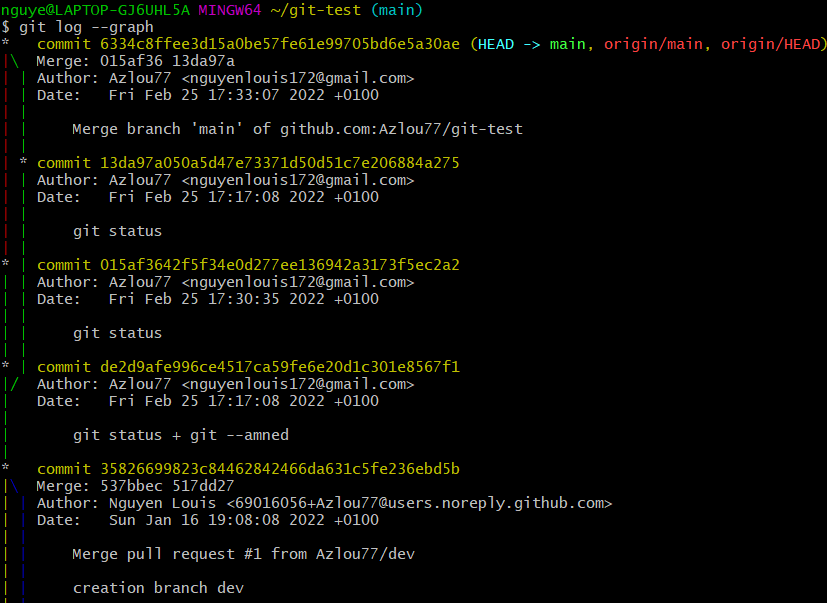 nguye@LAPTOP-GJ6UHL5A MINGW64 ~/git-test (main)
$ git log --graph
*   commit 6334c8ffee3d15a0be57fe61e99705bd6e5a30ae (HEAD -> main, origin/main, origin/HEAD)
|\  Merge: 015af36 13da97a
| | Author: Azlou77 <nguyenlouis172@gmail.com>
| | Date:   Fri Feb 25 17:33:07 2022 +0100
| |
| |     Merge branch 'main' of github.com:Azlou77/git-test
| |
| * commit 13da97a050a5d47e73371d50d51c7e206884a275
| | Author: Azlou77 <nguyenlouis172@gmail.com>
| | Date:   Fri Feb 25 17:17:08 2022 +0100
| |
| |     git status
| |
* | commit 015af3642f5f34e0d277ee136942a3173f5ec2a2
| | Author: Azlou77 <nguyenlouis172@gmail.com>
| | Date:   Fri Feb 25 17:30:35 2022 +0100
| |
| |     git status
| |
* | commit de2d9afe996ce4517ca59fe6e20d1c301e8567f1
|/  Author: Azlou77 <nguyenlouis172@gmail.com>
|   Date:   Fri Feb 25 17:17:08 2022 +0100
|
|       git status + git --amned
|
*   commit 35826699823c84462842466da631c5fe236ebd5b
|\  Merge: 537bbec 517dd27
| | Author: Nguyen Louis <69016056+Azlou77@users.noreply.github.com>
| | Date:   Sun Jan 16 19:08:08 2022 +0100
| |
| |     Merge pull request #1 from Azlou77/dev
| |
| |     creation branch dev